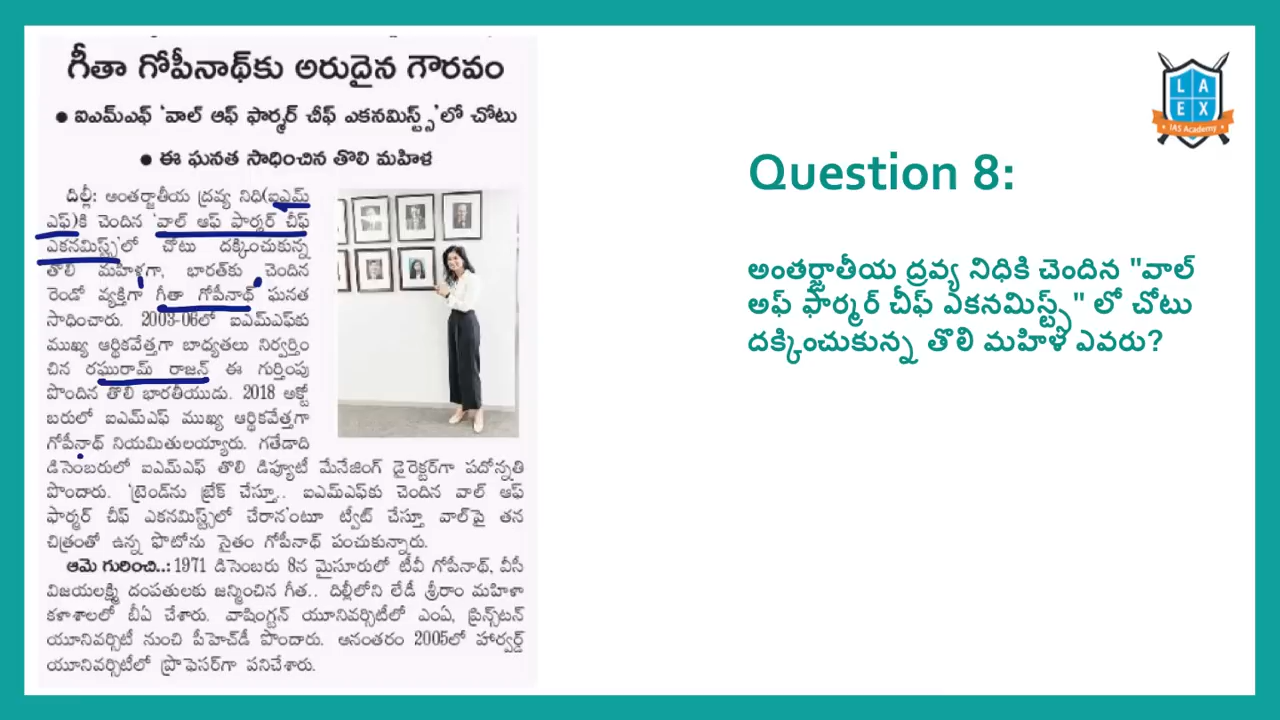 గీతా గోపీనాథ్‌కు అరుదైన గౌరవం
● ఐఎమ్ఎఫ్ 'వాల్ ఆఫ్ ఫార్మర్ చీఫ్ ఎకనమిస్ట్స్'లో చోటు
● ఈ ఘనత సాధించిన తొలి మహిళ
దిల్లీ: అంతర్జాతీయ ద్రవ్య నిధి(ఐఎమ్
ఎఫ్)కి చెందిన 'వాల్ ఆఫ్ ఫార్మర్ చీఫ్
ఎకనమిస్ట్స్'లో చోటు దక్కించుకున్న
తొలి మహిళగా, భారత్‌కు చెందిన
రెండో వ్యక్తిగా గీతా గోపీనాథ్ ఘనత
సాధించారు. 2003-06లో ఐఎమ్ఎఫ్‌కు
ముఖ్య ఆర్థికవేత్తగా బాధ్యతలు నిర్వర్తిం
చిన రఘురామ్ రాజన్ ఈ గుర్తింపు
పొందిన తొలి భారతీయుడు. 2018 అక్టో
బరులో ఐఎమ్ఎఫ్ ముఖ్య ఆర్థికవేత్తగా
గోపీనాథ్ నియమితులయ్యారు. గతేడాది
డిసెంబరులో ఐఎమ్ఎఫ్ తొలి డిప్యూటీ మేనేజింగ్ డైరెక్టర్‌గా పదోన్నతి
పొందారు. 'ట్రెండ్‌ను బ్రేక్ చేస్తూ.. ఐఎమ్ఎఫ్‌కు చెందిన వాల్ ఆఫ్
ఫార్మర్ చీఫ్ ఎకనమిస్ట్స్‌లో చేరాన'ంటూ ట్వీట్ చేస్తూ వాల్‌పై తన
చిత్రంతో ఉన్న ఫొటోను సైతం గోపీనాథ్ పంచుకున్నారు.
ఆమె గురించి..: 1971 డిసెంబరు 8న మైసూరులో టీవీ గోపీనాథ్, వీసీ
విజయలక్ష్మి దంపతులకు జన్మించిన గీత.. దిల్లీలోని లేడీ శ్రీరాం మహిళా
కళాశాలలో బీఏ చేశారు. వాషింగ్టన్ యూనివర్సిటీలో ఎంఏ, ప్రిన్స్‌టన్
యూనివర్సిటీ నుంచి పీహెచ్‌డీ పొందారు. అనంతరం 2005లో హార్వర్డ్
యూనివర్సిటీలో ప్రొఫెసర్‌గా పనిచేశారు.
L A
E X
IAS Academy
Question 8:
అంతర్జాతీయ ద్రవ్య నిధికి చెందిన "వాల్
అఫ్ ఫార్మర్ చీఫ్ ఎకనమిస్ట్స్" లో చోటు
దక్కించుకున్న తొలి మహిళ ఎవరు?